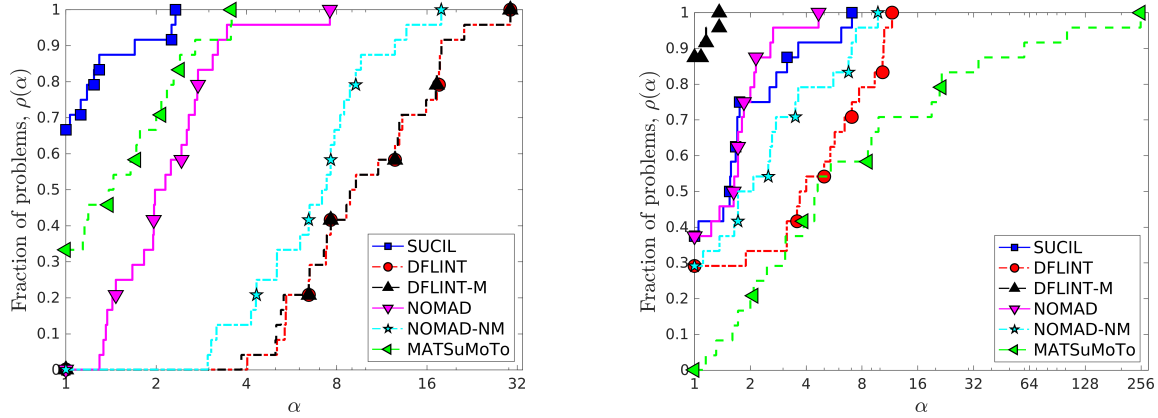 Fraction of problems, ρ(α)
1
0.9
0.8
0.7
0.6
0.5
0.4
0.3
0.2
0.1
0
1 2 4 8 16 32
α
SUCIL
DFLINT
DFLINT-M
NOMAD
NOMAD-NM
MATSuMoTo
Fraction of problems, ρ(α)
1
0.9
0.8
0.7
0.6
0.5
0.4
0.3
0.2
0.1
0
1 2 4 8 16 32 64 128 256
α
SUCIL
DFLINT
DFLINT-M
NOMAD
NOMAD-NM
MATSuMoTo